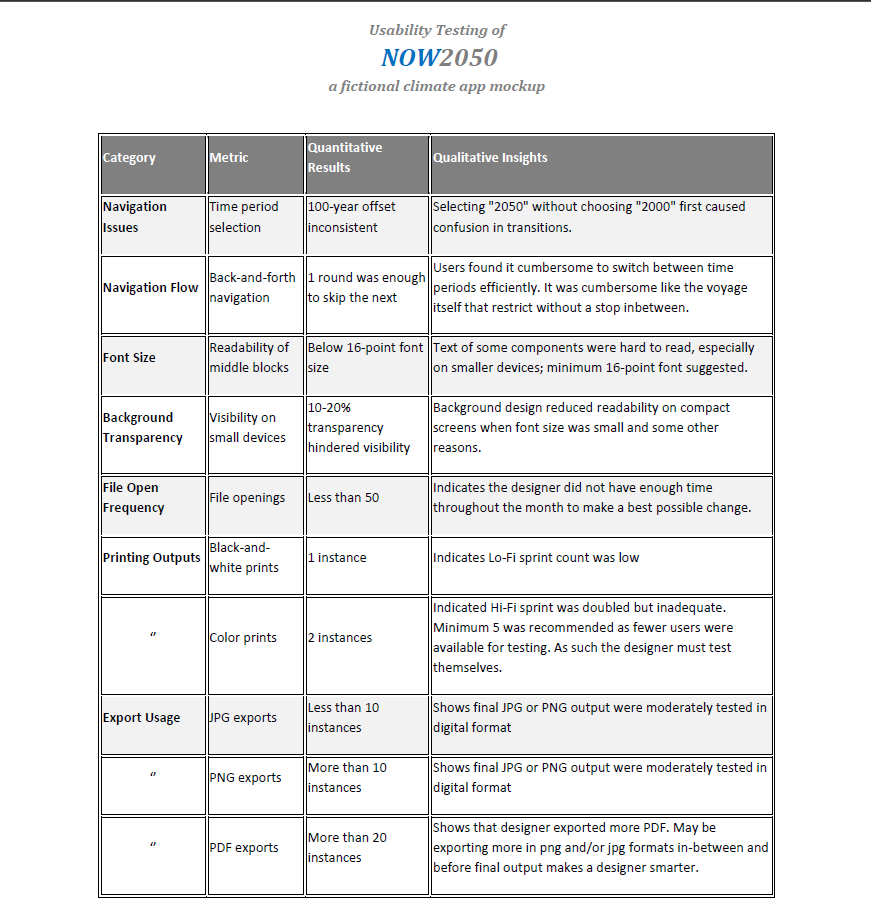 Usability Testing of
NOW2050
a fictional climate app mockup
Category
Metric
Quantitative
Results
Qualitative Insights
Navigation
Issues
Time period
selection
100-year offset
inconsistent
Selecting "2050" without choosing "2000" first caused
confusion in transitions.
Navigation Flow
Back-and-forth
navigation
1 round was enough
to skip the next
Users found it cumbersome to switch between time
periods efficiently. It was cumbersome like the voyage
itself that restrict without a stop inbetween.
Font Size
Readability of
middle blocks
Below 16-point font
size
Text of some components were hard to read, especially
on smaller devices; minimum 16-point font suggested.
Background
Transparency
Visibility on
small devices
10-20%
transparency
hindered visibility
Background design reduced readability on compact
screens when font size was small and some other
reasons.
File Open
Frequency
File openings
Less than 50
Indicates the designer did not have enough time
throughout the month to make a best possible change.
Printing Outputs
Black-and-
white prints
1 instance
Indicates Lo-Fi sprint count was low
“
Color prints
2 instances
Indicated Hi-Fi sprint was doubled but inadequate.
Minimum 5 was recommended as fewer users were
available for testing. As such the designer must test
themselves.
Export Usage
JPG exports
Less than 10
instances
Shows final JPG or PNG output were moderately tested in
digital format
“
PNG exports
More than 10
instances
Shows final JPG or PNG output were moderately tested in
digital format
“
PDF exports
More than 20
instances
Shows that designer exported more PDF. May be
exporting more in png and/or jpg formats in-between and
before final output makes a designer smarter.